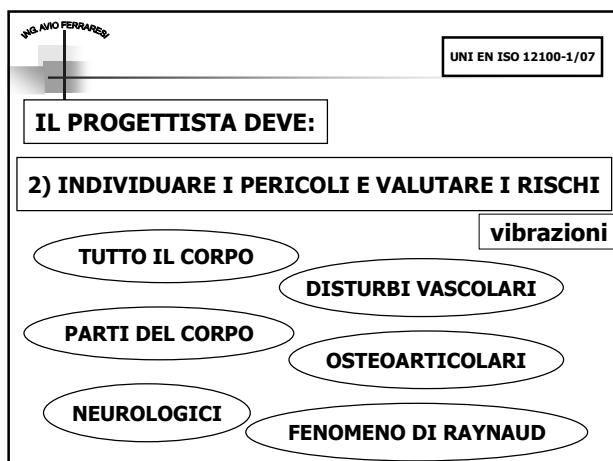 ING. AVIO FERRARESI
UNI EN ISO 12100-1/07
IL PROGETTISTA DEVE:
2) INDIVIDUARE I PERICOLI E VALUTARE I RISCHI
vibrazioni
TUTTO IL CORPO
DISTURBI VASCOLARI
PARTI DEL CORPO
OSTEOARTICOLARI
NEUROLOGICI
FENOMENO DI RAYNAUD